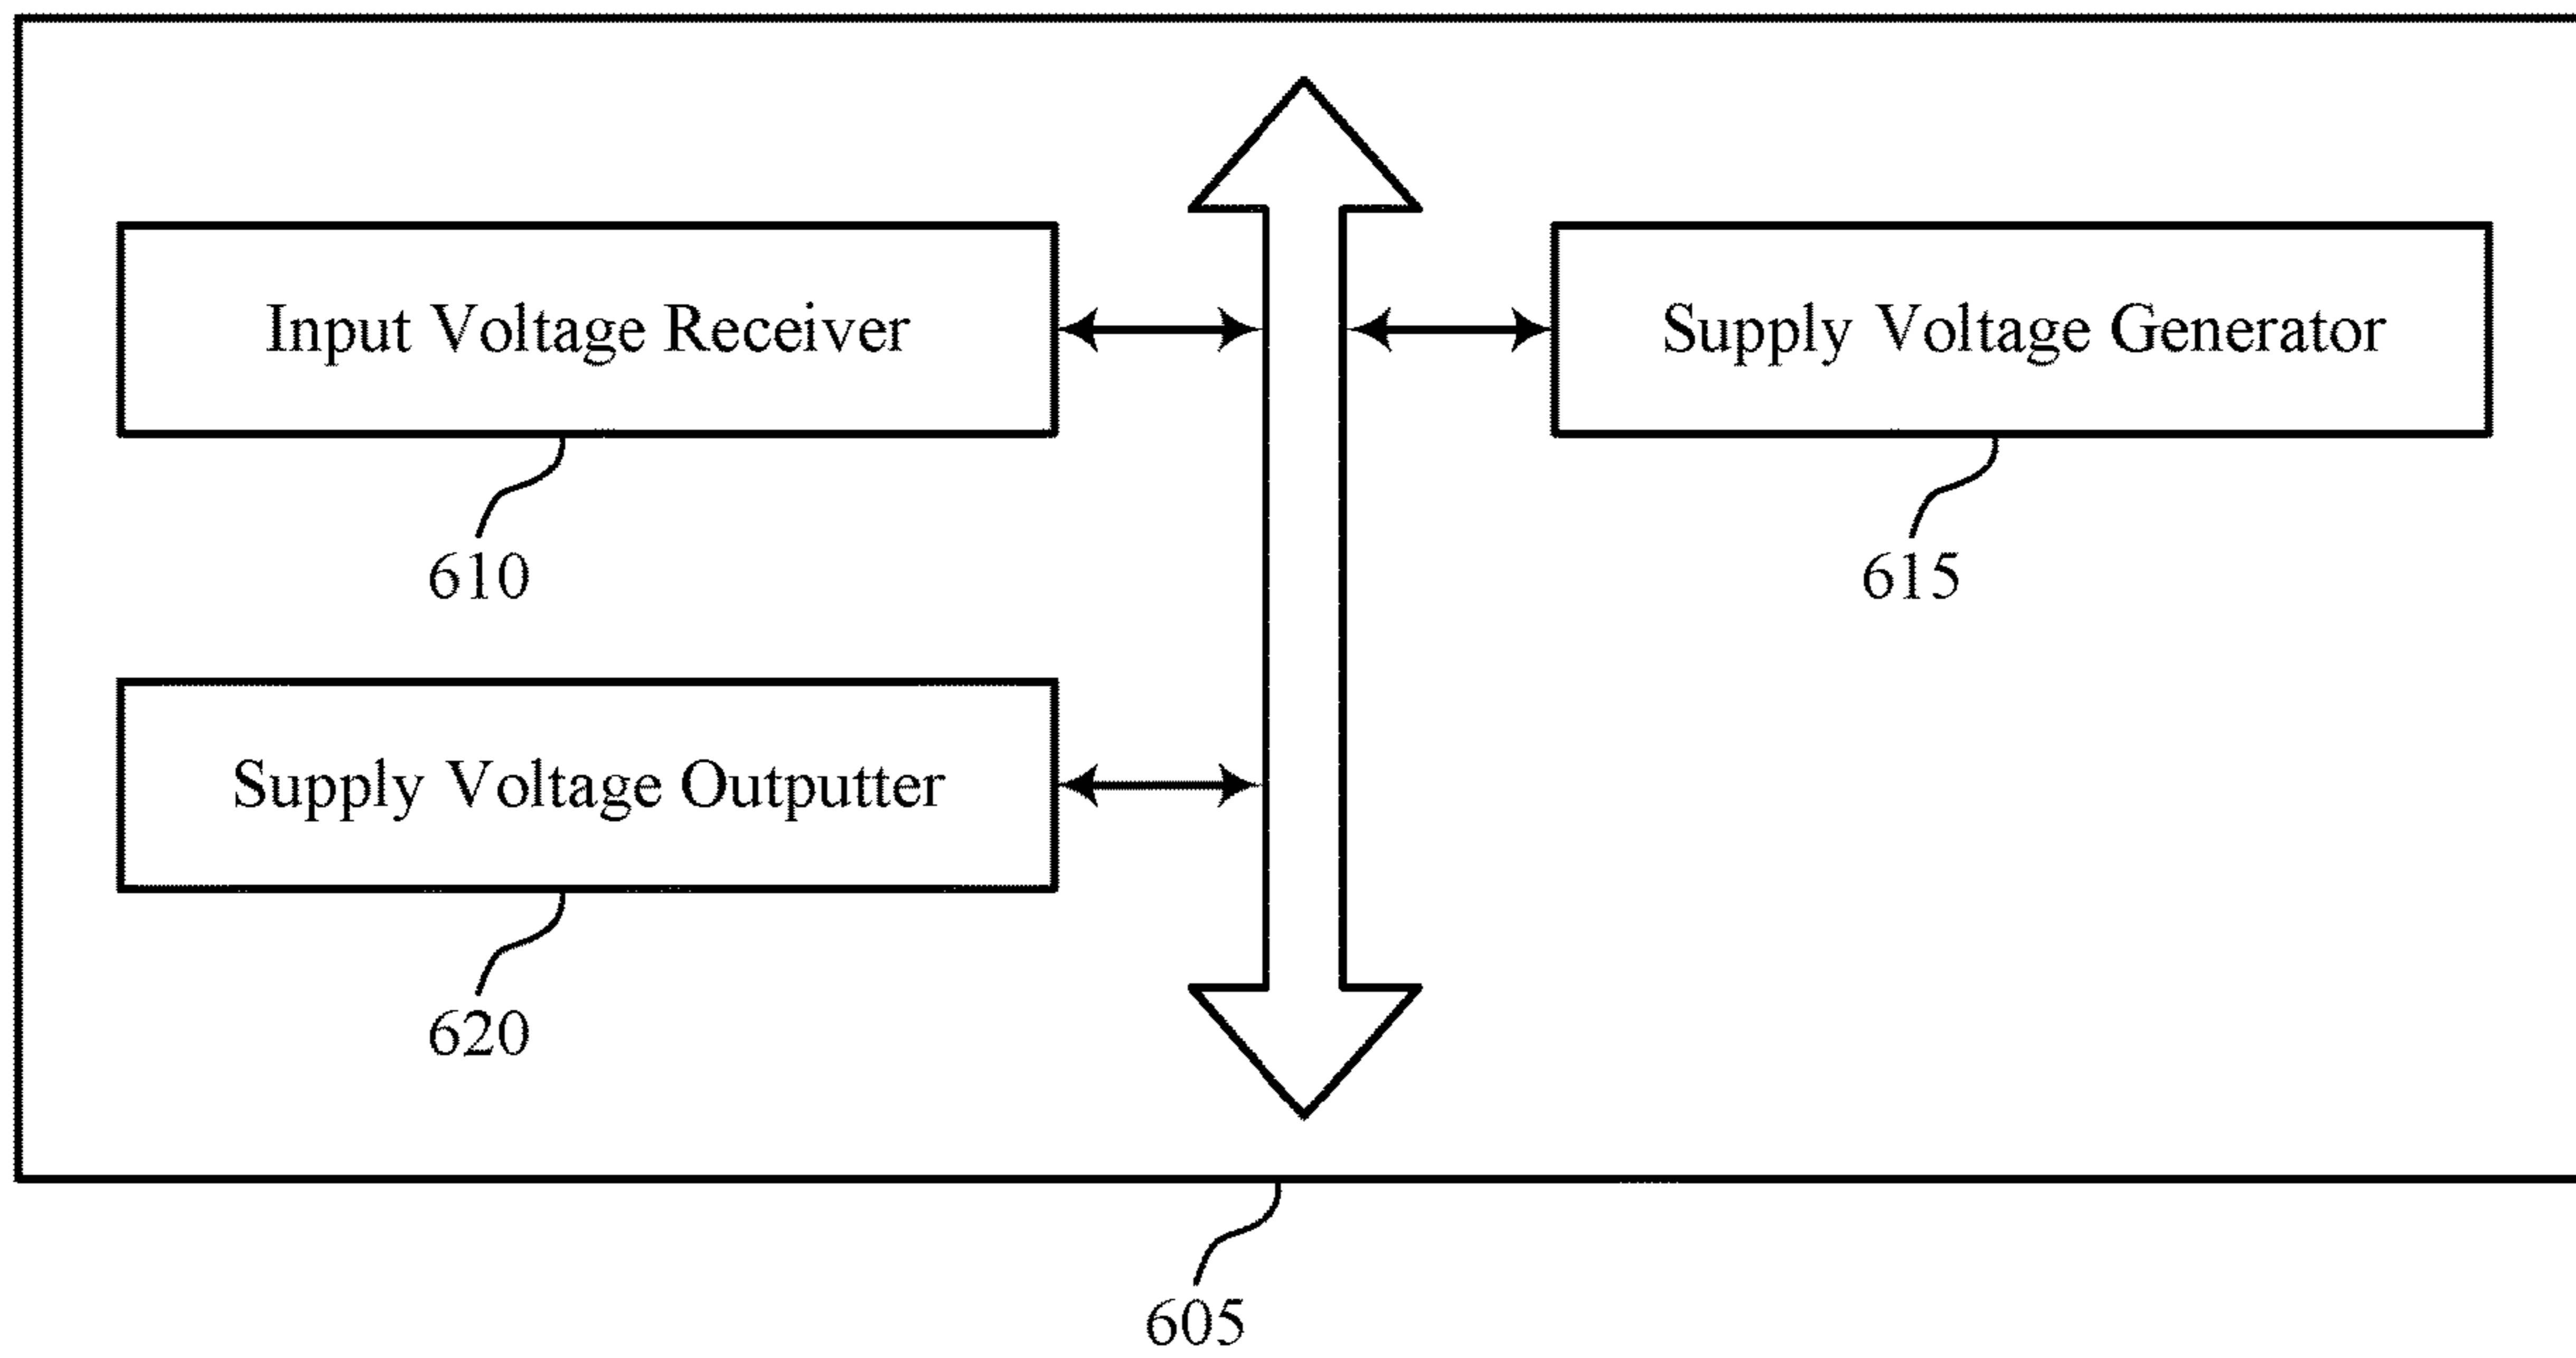 Input Voltage Receiver
Supply Voltage Generator
610
615
Supply Voltage Outputter
620
605